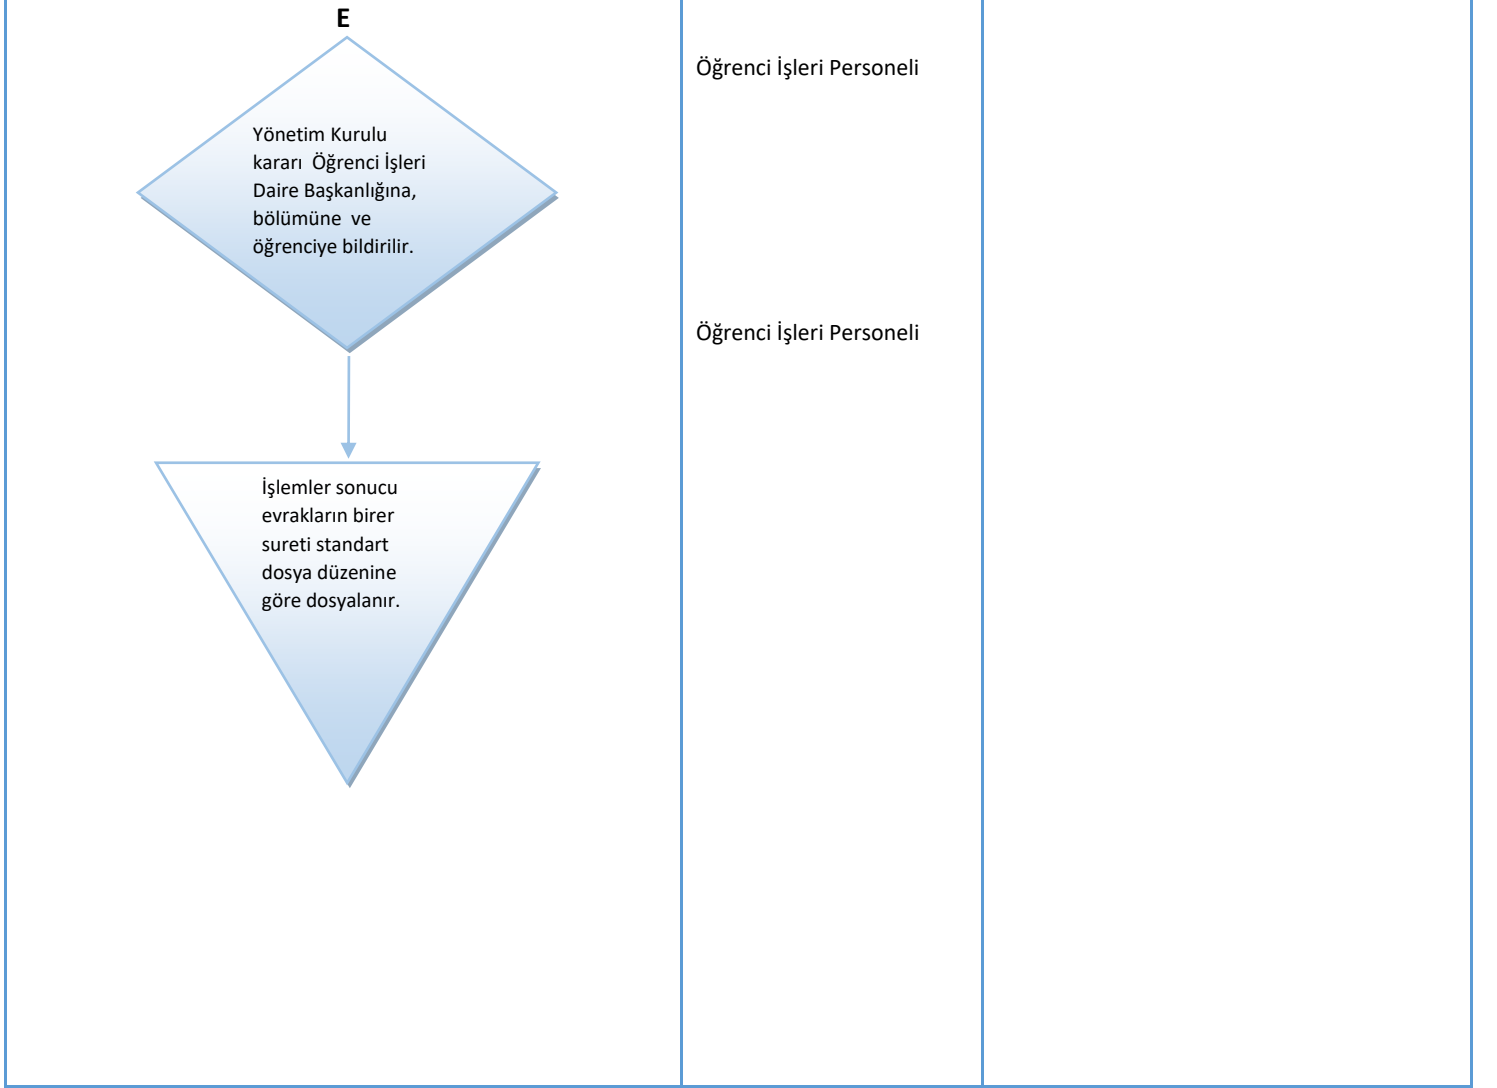 E
Yönetim Kurulu
kararı  Öğrenci İşleri
Daire Başkanlığına,
bölümüne  ve
öğrenciye bildirilir.
Öğrenci İşleri Personeli
Öğrenci İşleri Personeli
İşlemler sonucu
evrakların birer
sureti standart
dosya düzenine
göre dosyalanır.